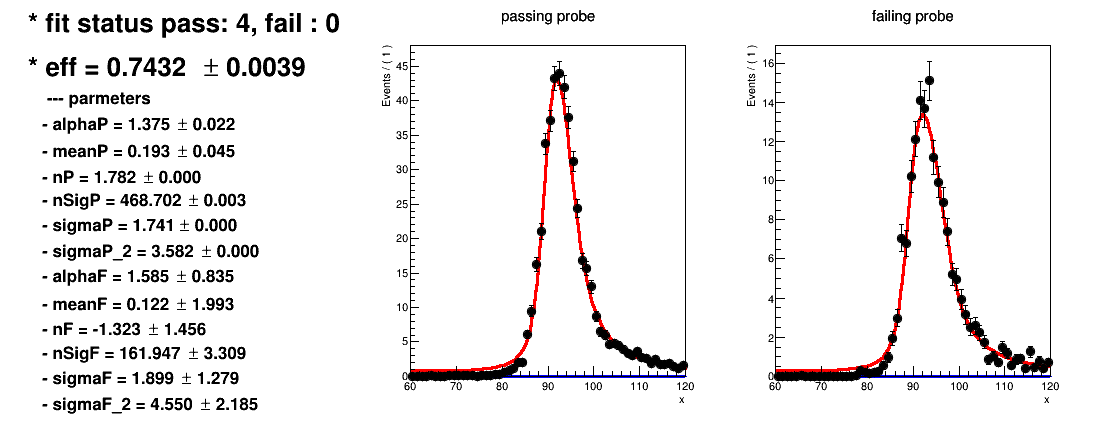 * fit status pass: 4, fail : 0
* eff = 0.7432 ± 0.0039
--- parmeters
- alphaP = 1.375 ± 0.022
- meanP = 0.193 ± 0.045
- nP = 1.782 ± 0.000
- nSigP = 468.702 ± 0.003
- sigmaP = 1.741 ± 0.000
- sigmaP_2 = 3.582 ± 0.000
- alphaF = 1.585 ± 0.835
- meanF = 0.122 ± 1.993
- nF = -1.323 ± 1.456
- nSigF = 161.947 ± 3.309
- sigmaF = 1.899 ± 1.279
- sigmaF_2 = 4.550 ± 2.185
passing probe
Events / ( 1 )
45
40
35
30
25
20
15
10
5
0
60 70 80 90 100 110 120
x
failing probe
Events / ( 1 )
16
14
12
10
8
6
4
2
0
60 70 80 90 100 110 120
x